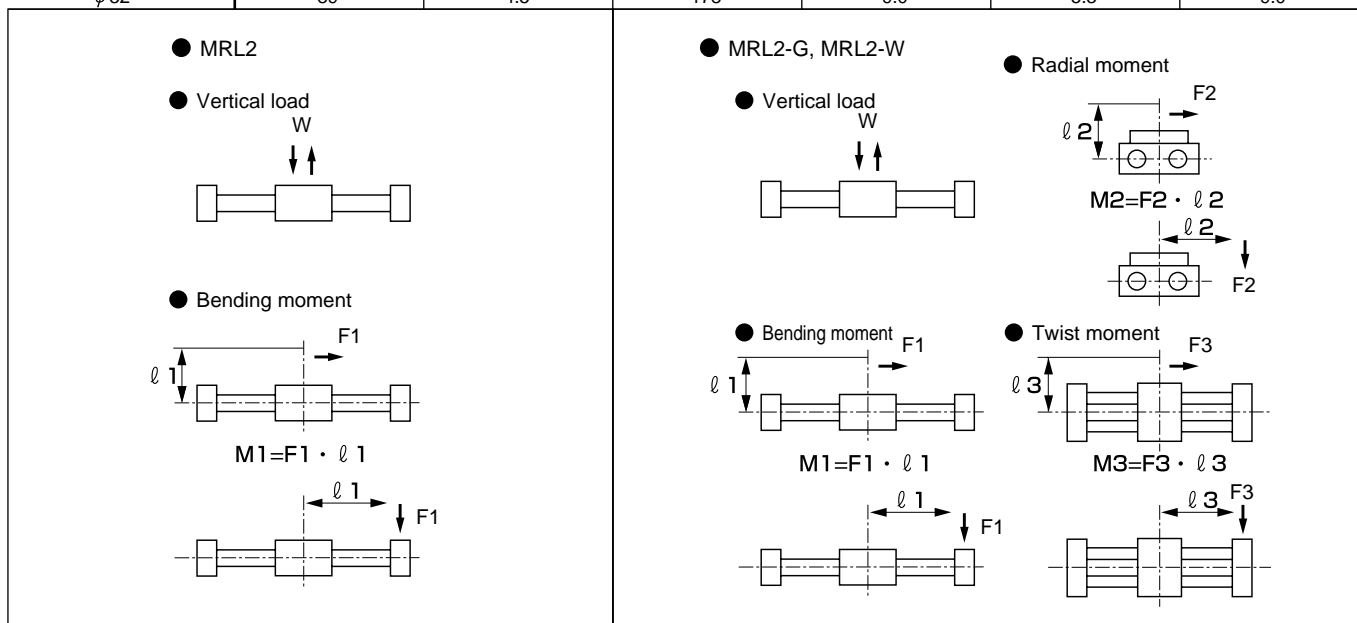 ● MRL2
● Vertical load
W
● Bending moment
F1
ℓ 1
M1=F1・ℓ 1
ℓ 1
F1
● MRL2-G, MRL2-W
● Vertical load
W
● Radial moment
F2
ℓ 2
M2=F2・ℓ 2
ℓ 2
F2
● Bending moment
F1
ℓ 1
M1=F1・ℓ 1
ℓ 1
F1
● Twist moment
F3
ℓ 3
M3=F3・ℓ 3
ℓ 3
F3